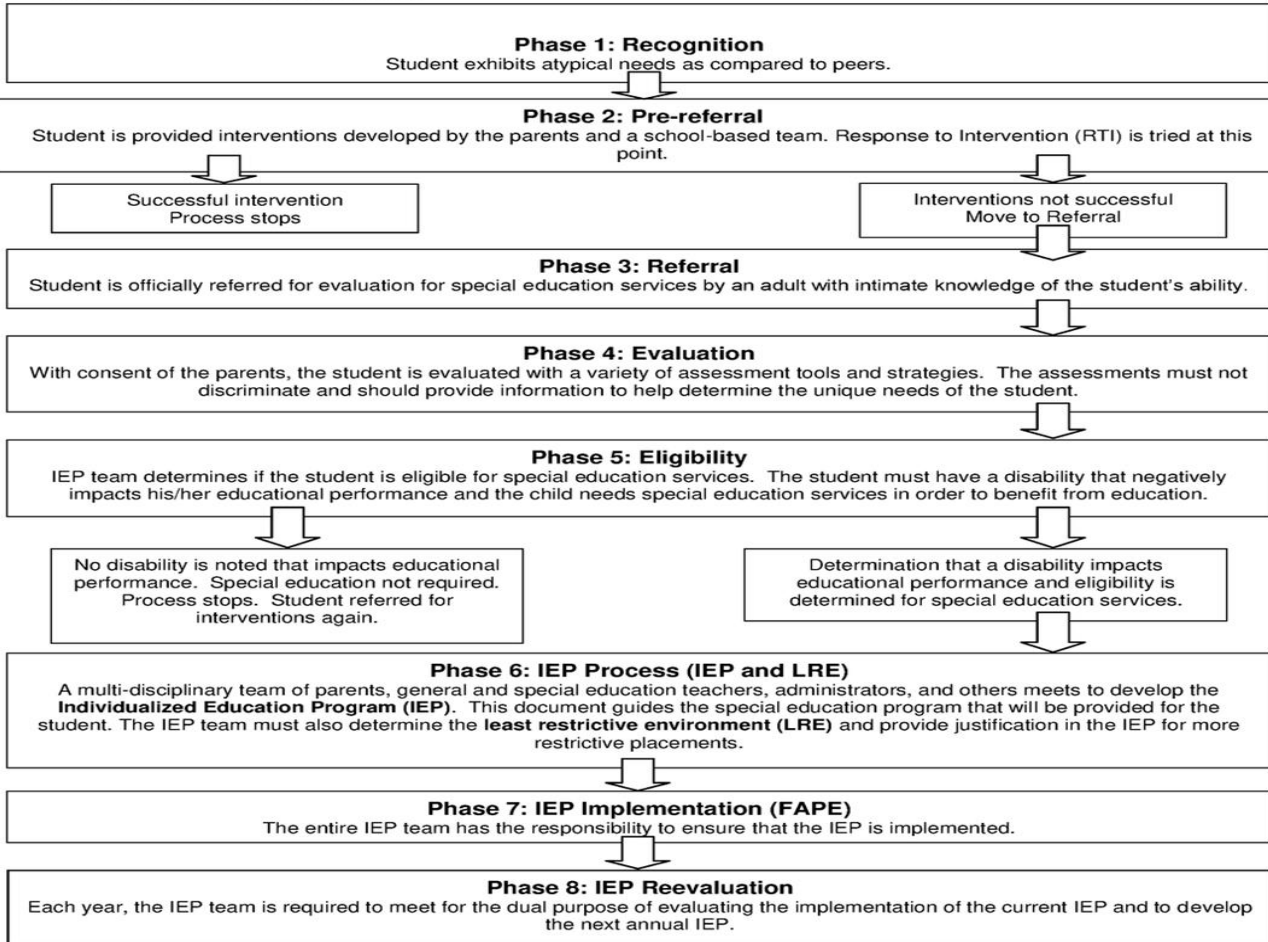 Phase 1: Recognition
Student exhibits atypical needs as compared to peers.
Phase 2: Pre-referral
Student is provided interventions developed by the parents and a school-based team. Response to Intervention (RTI) is tried at this
point.
Successful intervention
Process stops
Interventions not successful
Move to Referral
Phase 3: Referral
Student is officially referred for evaluation for special education services by an adult with intimate knowledge of the student's ability.
Phase 4: Evaluation
With consent of the parents, the student is evaluated with a variety of assessment tools and strategies. The assessments must not
discriminate and should provide information to help determine the unique needs of the student.
Phase 5: Eligibility
IEP team determines if the student is eligible for special education services. The student must have a disability that negatively
impacts his/her educational performance and the child needs special education services in order to benefit from education.
No disability is noted that impacts educational
performance. Special education not required.
Process stops. Student referred for
interventions again.
Determination that a disability impacts
educational performance and eligibility is
determined for special education services.
Phase 6: IEP Process (IEP and LRE)
A multi-disciplinary team of parents, general and special education teachers, administrators, and others meets to develop the
Individualized Education Program (IEP). This document guides the special education program that will be provided for the
student. The IEP team must also determine the least restrictive environment (LRE) and provide justification in the IEP for more
restrictive placements.
Phase 7: IEP Implementation (FAPE)
The entire IEP team has the responsibility to ensure that the IEP is implemented.
Phase 8: IEP Reevaluation
Each year, the IEP team is required to meet for the dual purpose of evaluating the implementation of the current IEP and to develop
the next annual IEP.